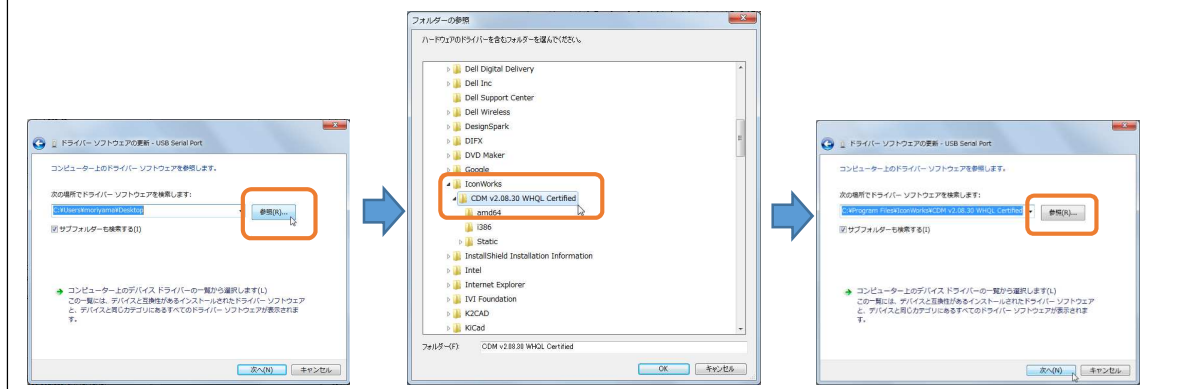 ドライバー ソフトウェアの更新 - USB Serial Port
コンピューター上のドライバー ソフトウェアを参照します。
次の場所でドライバー ソフトウェアを検索します:
C:¥Users¥moriyama¥Desktop
参照(R)...
サブフォルダーも検索する(I)
コンピューター上のデバイス ドライバーの一覧から選択します(L)
この一覧には、デバイスと互換性があるインストールされたドライバー ソフトウェア
と、デバイスと同じカテゴリにあるすべてのドライバー ソフトウェアが表示されま
す。
次へ(N)
キャンセル
フォルダーの参照
ハードウェアのドライバーを含むフォルダーを選んでください。
Dell Digital Delivery
Dell Inc
Dell Support Center
Dell Wireless
DesignSpark
DIFX
DVD Maker
Google
IconWorks
CDM v2.08.30 WHQL Certified
amd64
i386
Static
InstallShield Installation Information
Intel
Internet Explorer
IVI Foundation
K2CAD
KiCad
フォルダー(F):
CDM v2.08.30 WHQL Certified
OK
キャンセル
ドライバー ソフトウェアの更新 - USB Serial Port
コンピューター上のドライバー ソフトウェアを参照します。
次の場所でドライバー ソフトウェアを検索します:
C:¥Program Files¥IconWorks¥CDM v2.08.30 WHQL Certified
参照(R)...
サブフォルダーも検索する(I)
コンピューター上のデバイス ドライバーの一覧から選択します(L)
この一覧には、デバイスと互換性があるインストールされたドライバー ソフトウェア
と、デバイスと同じカテゴリにあるすべてのドライバー ソフトウェアが表示されま
す。
次へ(N)
キャンセル